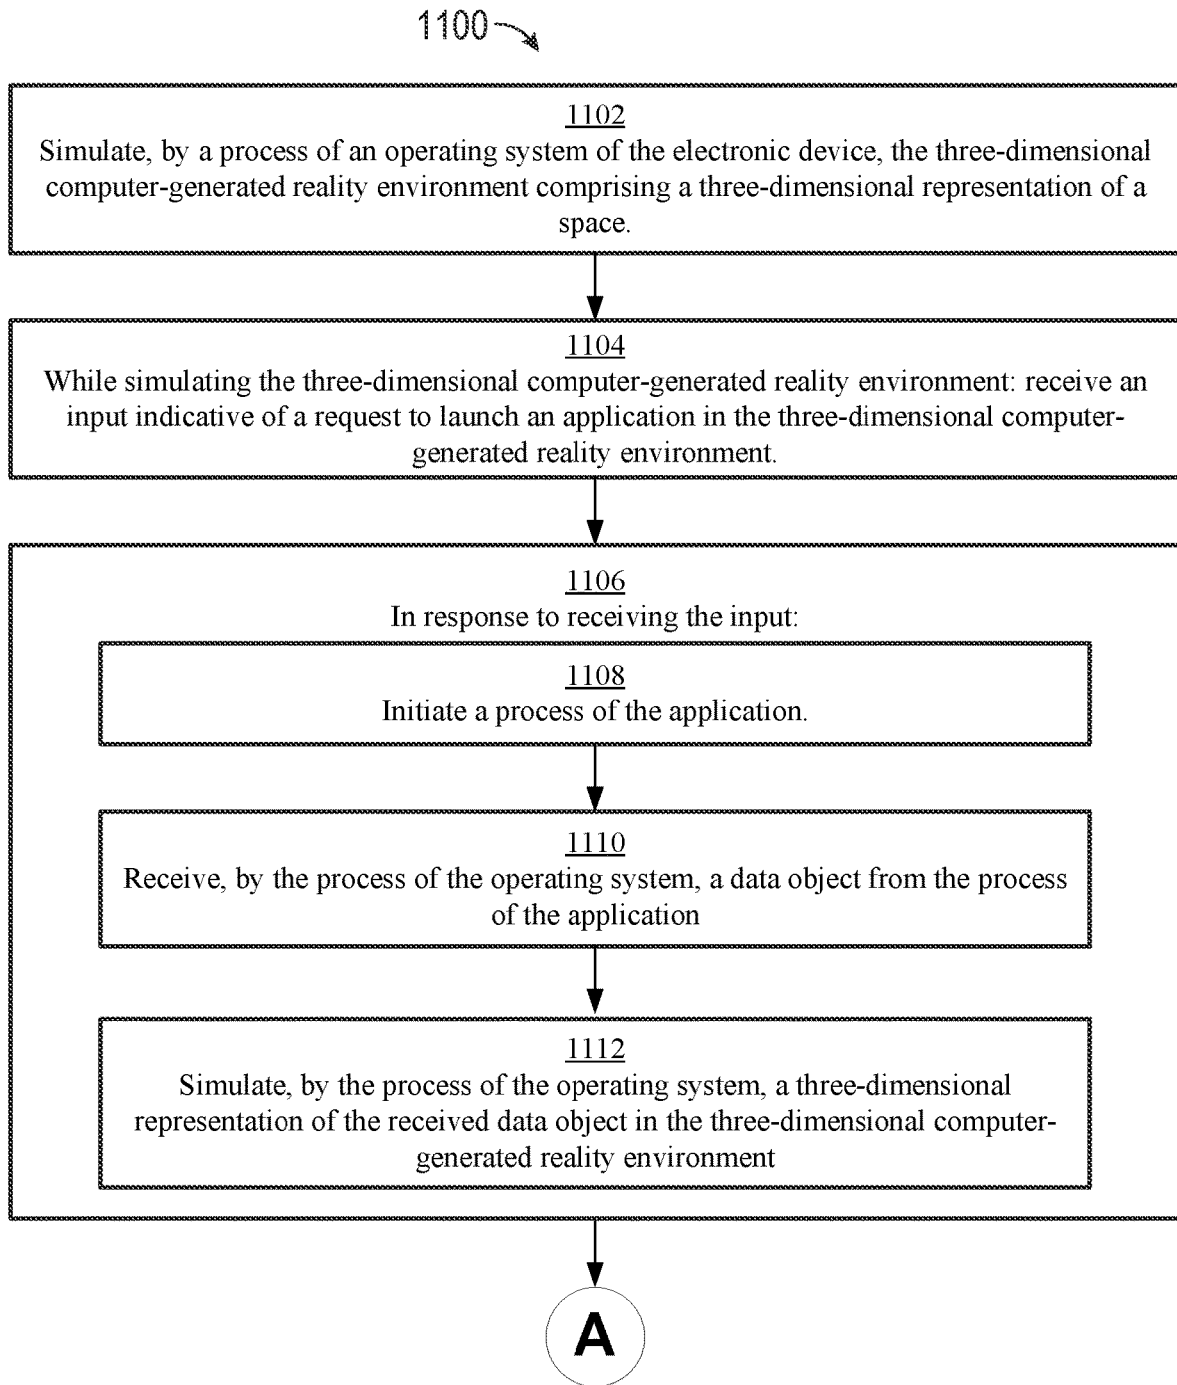 1100
1102
Simulate, by a process of an operating system of the electronic device, the three-dimensional
computer-generated reality environment comprising a three-dimensional representation of a
space.
1104
While simulating the three-dimensional computer-generated reality environment: receive an
input indicative of a request to launch an application in the three-dimensional computer-
generated reality environment.
1106
In response to receiving the input:
1108
Initiate a process of the application.
1110
Receive, by the process of the operating system, a data object from the process
of the application
1112
Simulate, by the process of the operating system, a three-dimensional
representation of the received data object in the three-dimensional computer-
generated reality environment
A